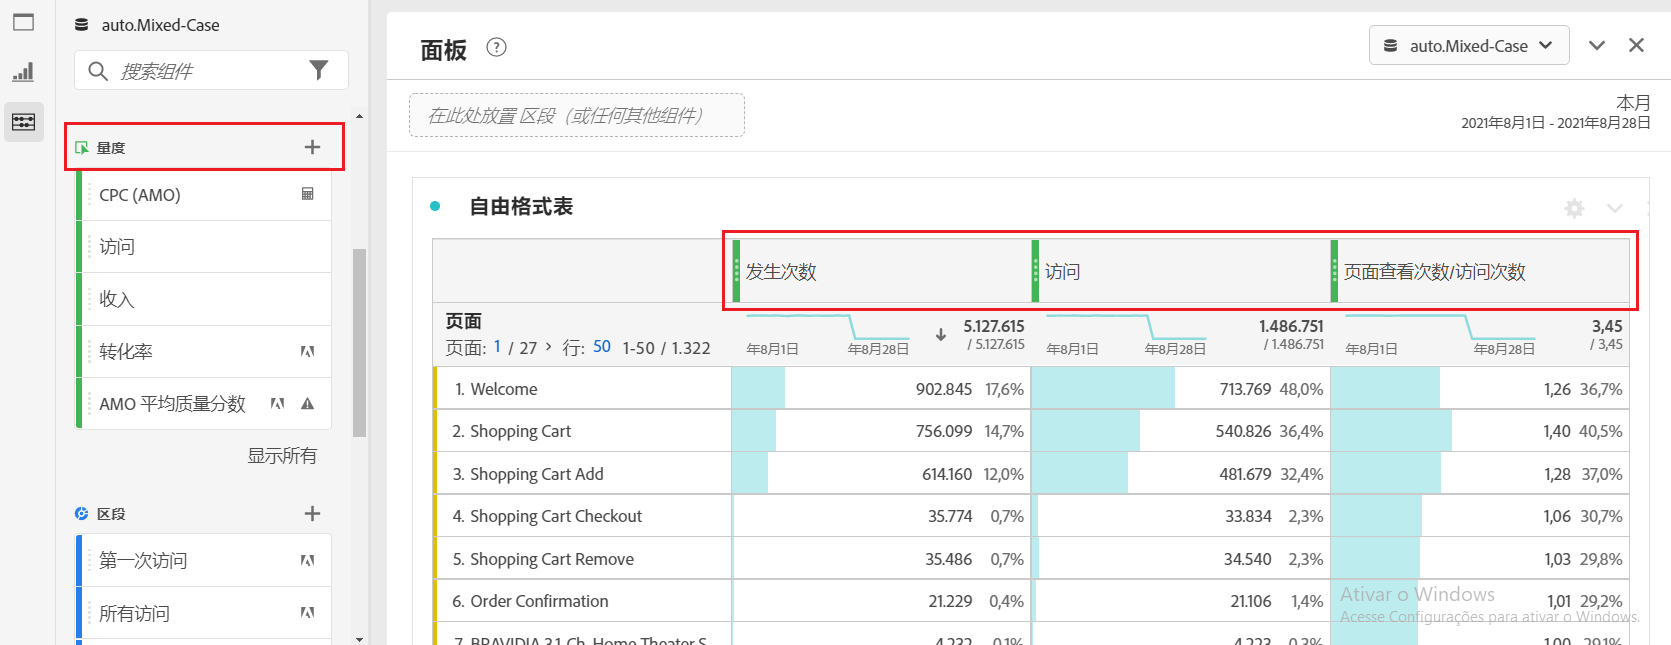 auto.Mixed-Case
搜索组件
量度
CPC (AMO)
访问
收入
转化率
AMO 平均质量分数
显示所有
区段
第一次访问
所有访问
面板 ?
auto.Mixed-Case
在此处放置 区段（或任何其他组件）
本月
2021年8月1日 - 2021年8月28日
自由格式表
发生次数 访问 页面查看次数/访问次数
页面
页面: 1 / 27 > 行: 50 1-50 / 1.322
年8月1日 年8月28日 5.127.615 / 5.127.615
年8月1日 年8月28日 1.486.751 / 1.486.751
年8月1日 年8月28日 3,45 / 3,45
1. Welcome 902.845 17,6% 713.769 48,0% 1,26 36,7%
2. Shopping Cart 756.099 14,7% 540.826 36,4% 1,40 40,5%
3. Shopping Cart Add 614.160 12,0% 481.679 32,4% 1,28 37,0%
4. Shopping Cart Checkout 35.774 0,7% 33.834 2,3% 1,06 30,7%
5. Shopping Cart Remove 35.486 0,7% 34.540 2,3% 1,03 29,8%
6. Order Confirmation 21.229 0,4% 21.106 1,4% 1,01 29,2%
7. BRAVIDIA 3.1 Ch. Home Theater S 4.232 0,1% 4.223 0,3% 1,00 29,1%
Ativar o Windows
Acesse Configurações para ativar o Windows.